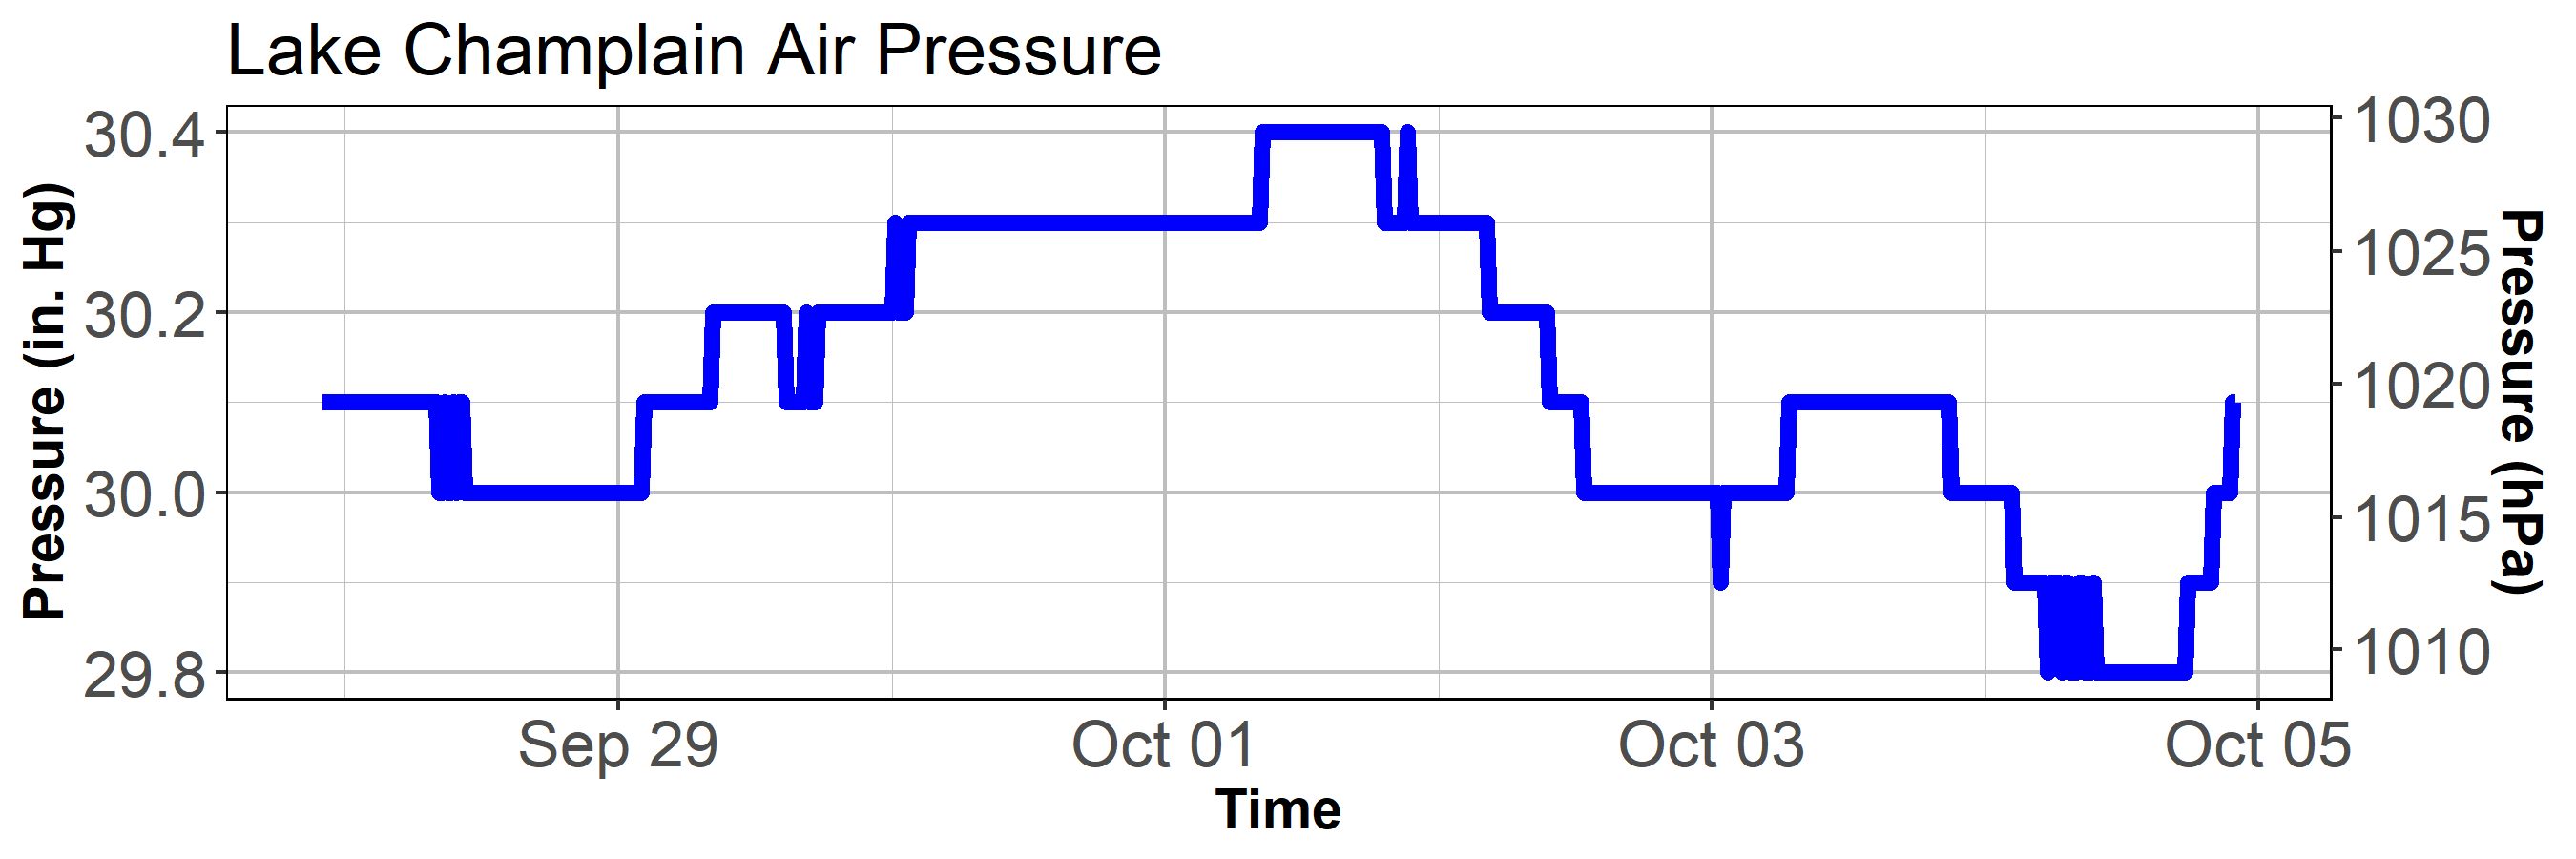 Lake Champlain Air Pressure
30.4
30.2
30.0
29.8
Pressure (in. Hg)
1030
1025
1020
1015
1010
Pressure (hPa)
Sep 29
Oct 01
Oct 03
Oct 05
Time